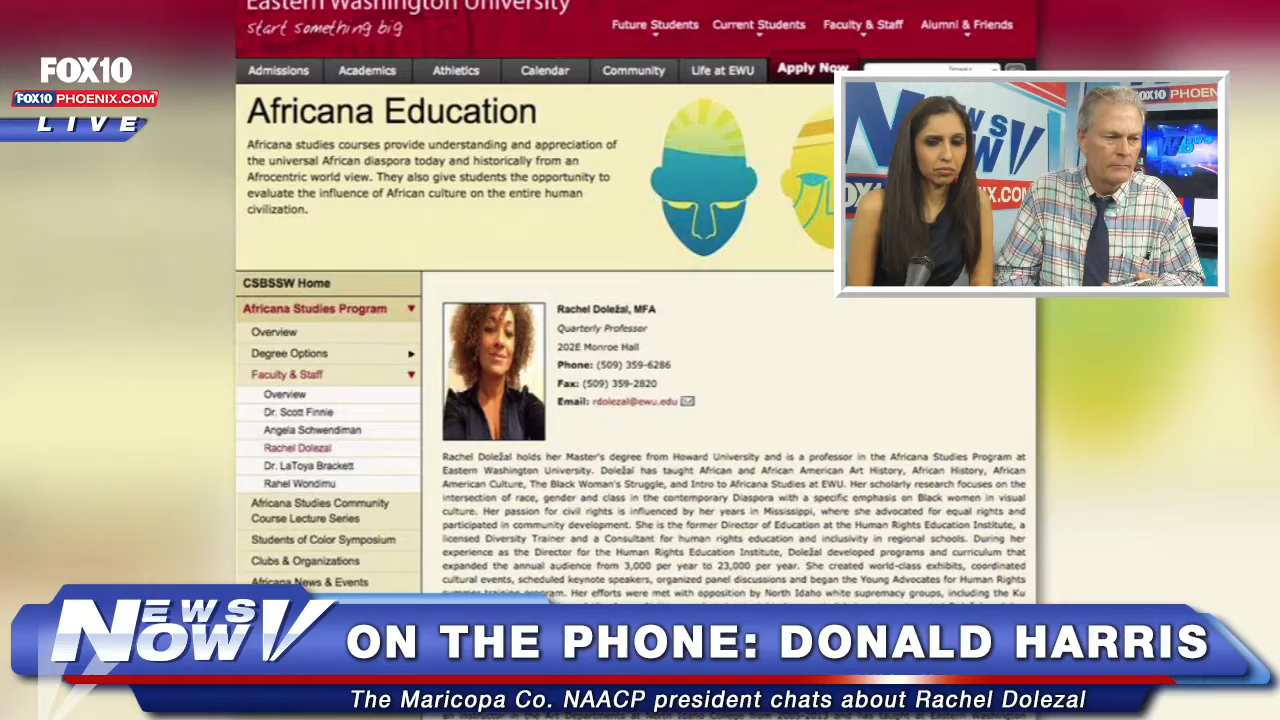 Eastern Washington University
start something big
Future Students
Current Students
Faculty & Staff
Alumni & Friends
FOX10
FOX10 PHOENIX.COM
LIVE
Admissions
Academics
Athletics
Calendar
Community
Life at EWU
Apply Now
Africana Education
Africana studies courses provide understanding and appreciation of
the universal African diaspora today and historically from an
Afrocentric world view. They also give students the opportunity to
evaluate the influence of African culture on the entire human
civilization.
NEWS
NOW
FOX10
X.COM
FOX10 PHOENIX
CSBSSW Home
Africana Studies Program
Overview
Degree Options
Faculty & Staff
Overview
Dr. Scott Finnie
Angela Schwendiman
Rachel Dolezal
Dr. LaToya Brackett
Rahel Wondimu
Africana Studies Community
Course Lecture Series
Students of Color Symposium
Clubs & Organizations
Africana News & Events
Rachel Doležal, MFA
Quarterly Professor
202E Monroe Hall
Phone: (509) 359-6286
Fax: (509) 359-2820
Email: rdolezal@ewu.edu
Rachel Doležal holds her Master's degree from Howard University and is a professor in the Africana Studies Program at
Eastern Washington University. Doležal has taught African and African American Art History, African History, African
American Culture, The Black Woman's Struggle, and Intro to Africana Studies at EWU. Her scholarly research focuses on the
intersection of race, gender and class in the contemporary Diaspora with a specific emphasis on Black women in visual
culture. Her passion for civil rights is influenced by her years in Mississippi, where she advocated for equal rights and
participated in community development. She is the former Director of Education at the Human Rights Education Institute, a
licensed Diversity Trainer and a Consultant for human rights education and inclusivity in regional schools. During her
experience as the Director for the Human Rights Education Institute, Doležal developed programs and curriculum that
expanded the annual audience from 3,000 per year to 23,000 per year. She created world-class exhibits, coordinated
cultural events, scheduled keynote speakers, organized panel discussions and began the Young Advocates for Human Rights
summer training program. Her efforts were met with opposition by North Idaho white supremacy groups, including the Ku
NEWS
NOW
ON THE PHONE: DONALD HARRIS
The Maricopa Co. NAACP president chats about Rachel Dolezal